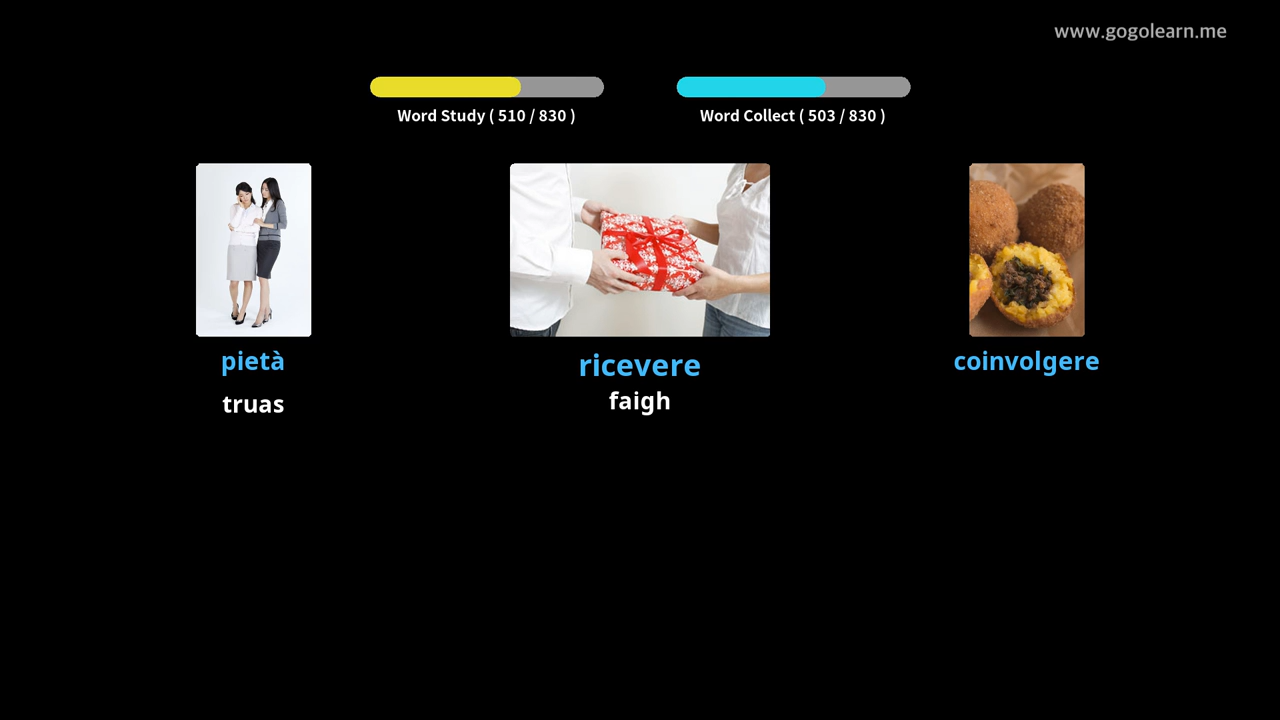 www.gogolearn.me
Word Study ( 510 / 830 )
Word Collect ( 503 / 830 )
pietà
truas
ricevere
faigh
coinvolgere